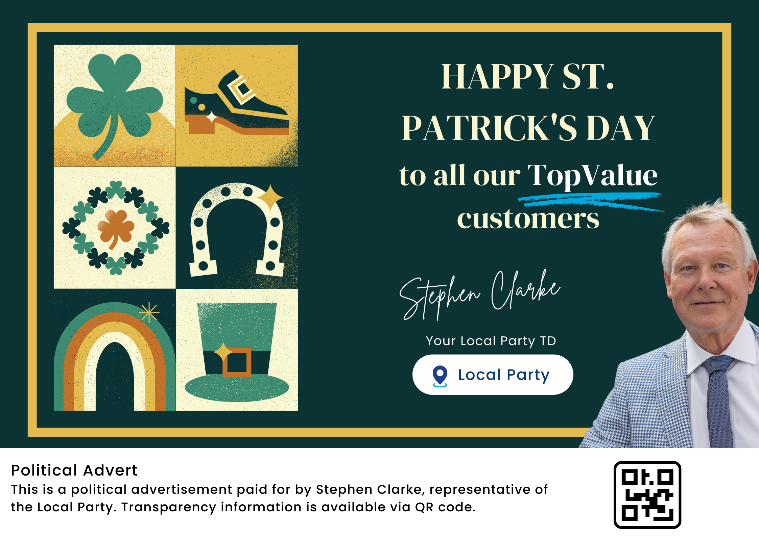 HAPPY ST.
PATRICK'S DAY
to all our TopValue
customers
Stephen Clarke
Your Local Party TD
Local Party
Political Advert
This is a political advertisement paid for by Stephen Clarke, representative of
the Local Party. Transparency information is available via QR code.